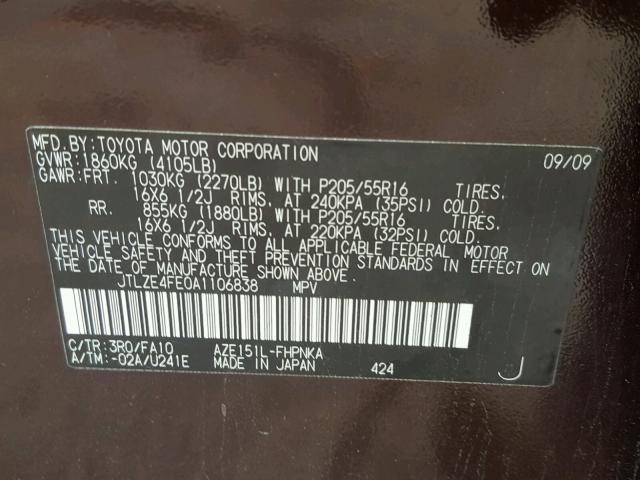 MFD.BY:TOYOTA MOTOR CORPORATION 09/09
GVWR:1860KG (4105LB)
GAWR:FRT. 1030KG (2270LB) WITH P205/55R16 TIRES,
16X6 1/2J RIMS, AT 240KPA (35PSI) COLD.
RR. 855KG (1880LB) WITH P205/55R16 TIRES,
16X6 1/2J RIMS, AT 220KPA (32PSI) COLD.
THIS VEHICLE CONFORMS TO ALL APPLICABLE FEDERAL MOTOR
VEHICLE SAFETY AND THEFT PREVENTION STANDARDS IN EFFECT ON
THE DATE OF MANUFACTURE SHOWN ABOVE.
JTLZE4FE0A1106838 MPV
C/TR:3R0/FA10 AZE151L-FHPNKA
A/TM:-02A/U241E MADE IN JAPAN 424 J